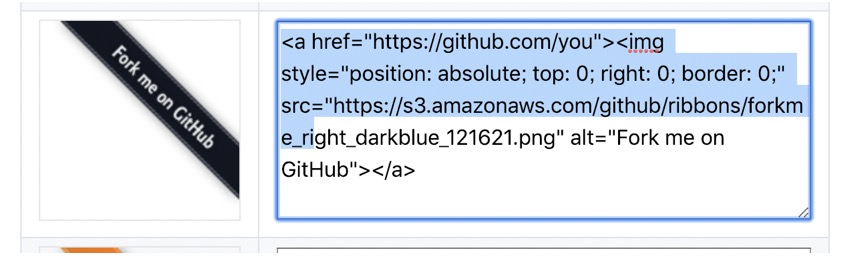 Fork me on GitHub
<a href="https://github.com/you"><img
style="position: absolute; top: 0; right: 0; border: 0;"
src="https://s3.amazonaws.com/github/ribbons/forkm
e_right_darkblue_121621.png" alt="Fork me on
GitHub"></a>